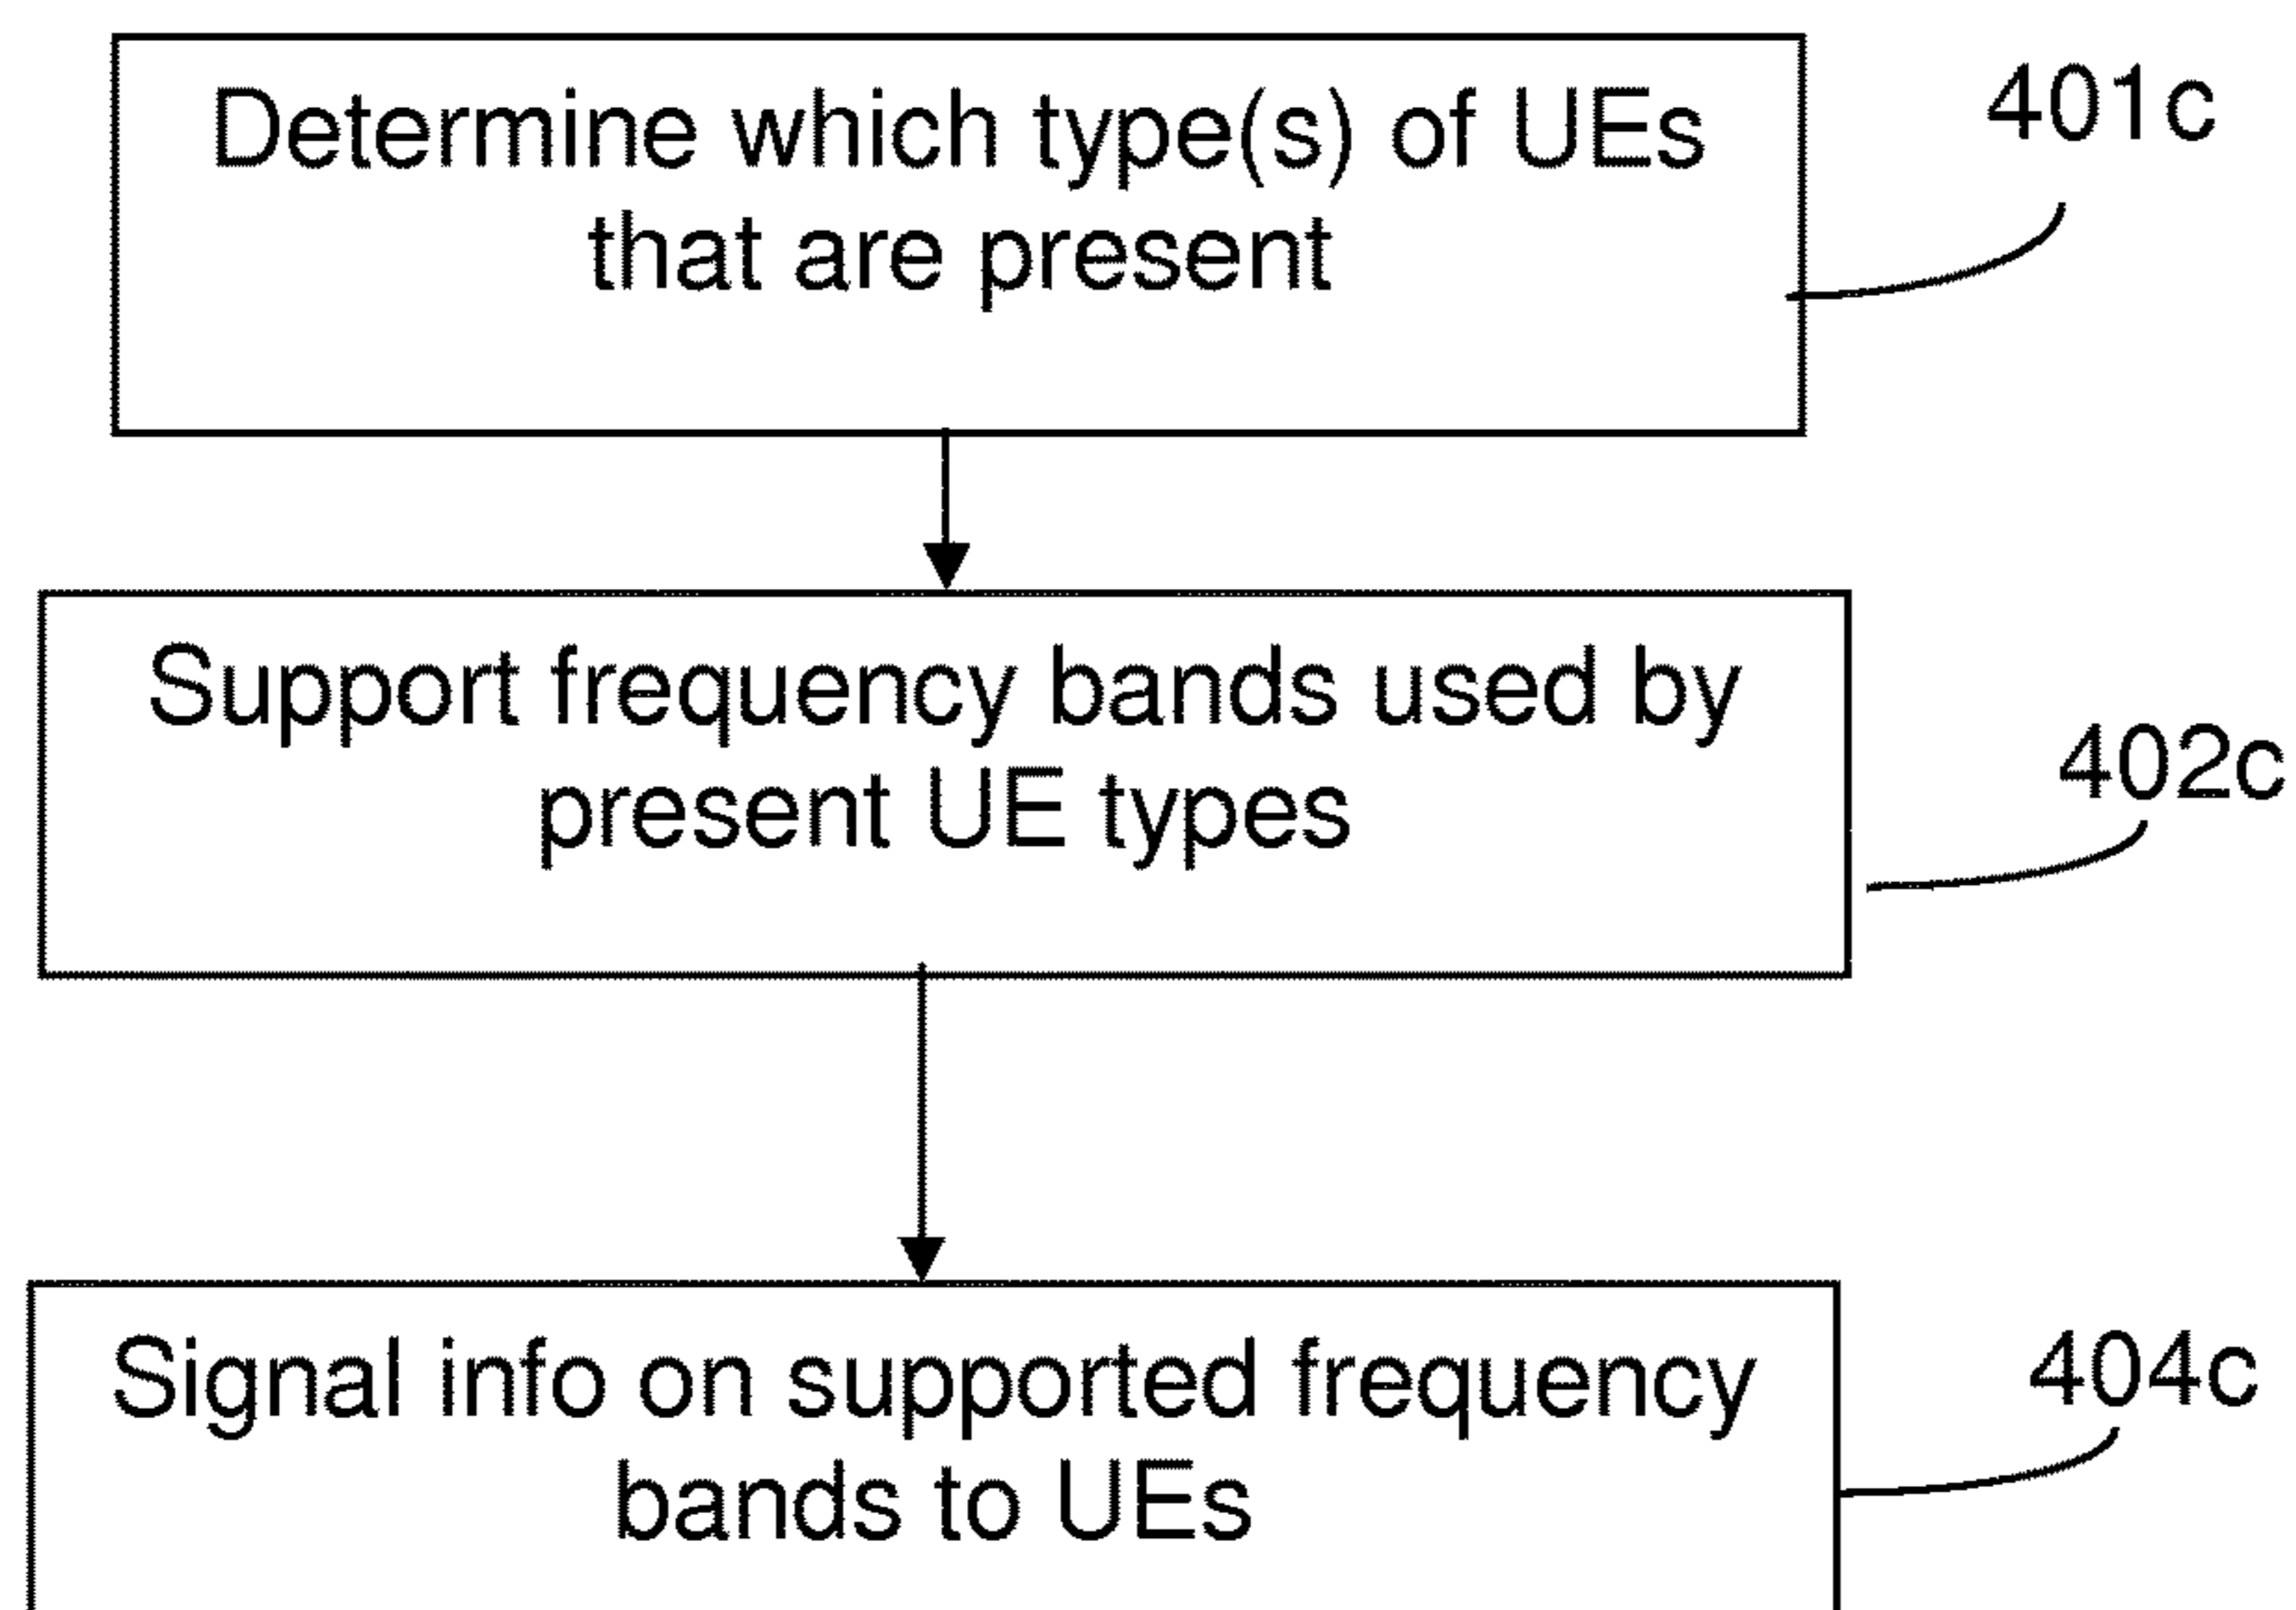 Determine which type(s) of UEs
that are present
401c
Support frequency bands used by
present UE types
402c
Signal info on supported frequency
bands to UEs
404c